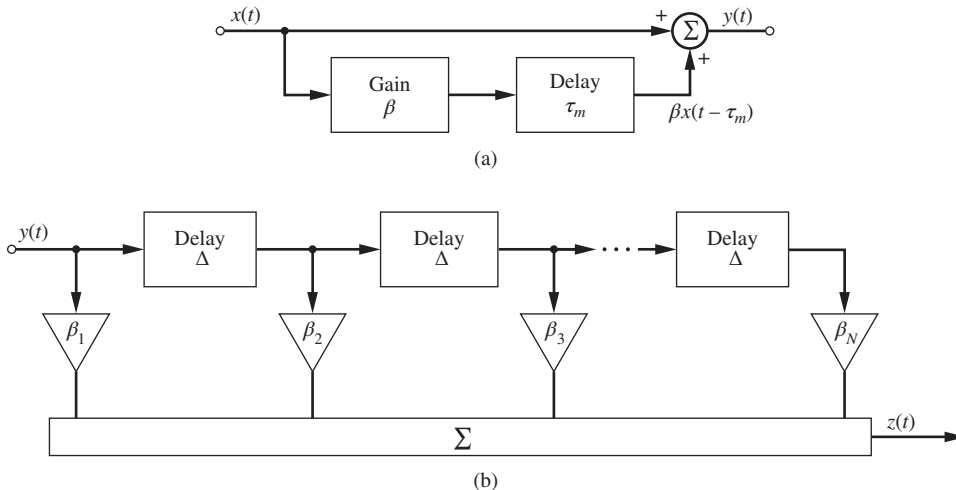 x(t)
+
Σ
y(t)
+
Gain
β
Delay
τm
βx(t – τm)
(a)
y(t)
Delay
Δ
Delay
Δ
. . . .
Delay
Δ
β1
β2
β3
βN
Σ
z(t)
(b)